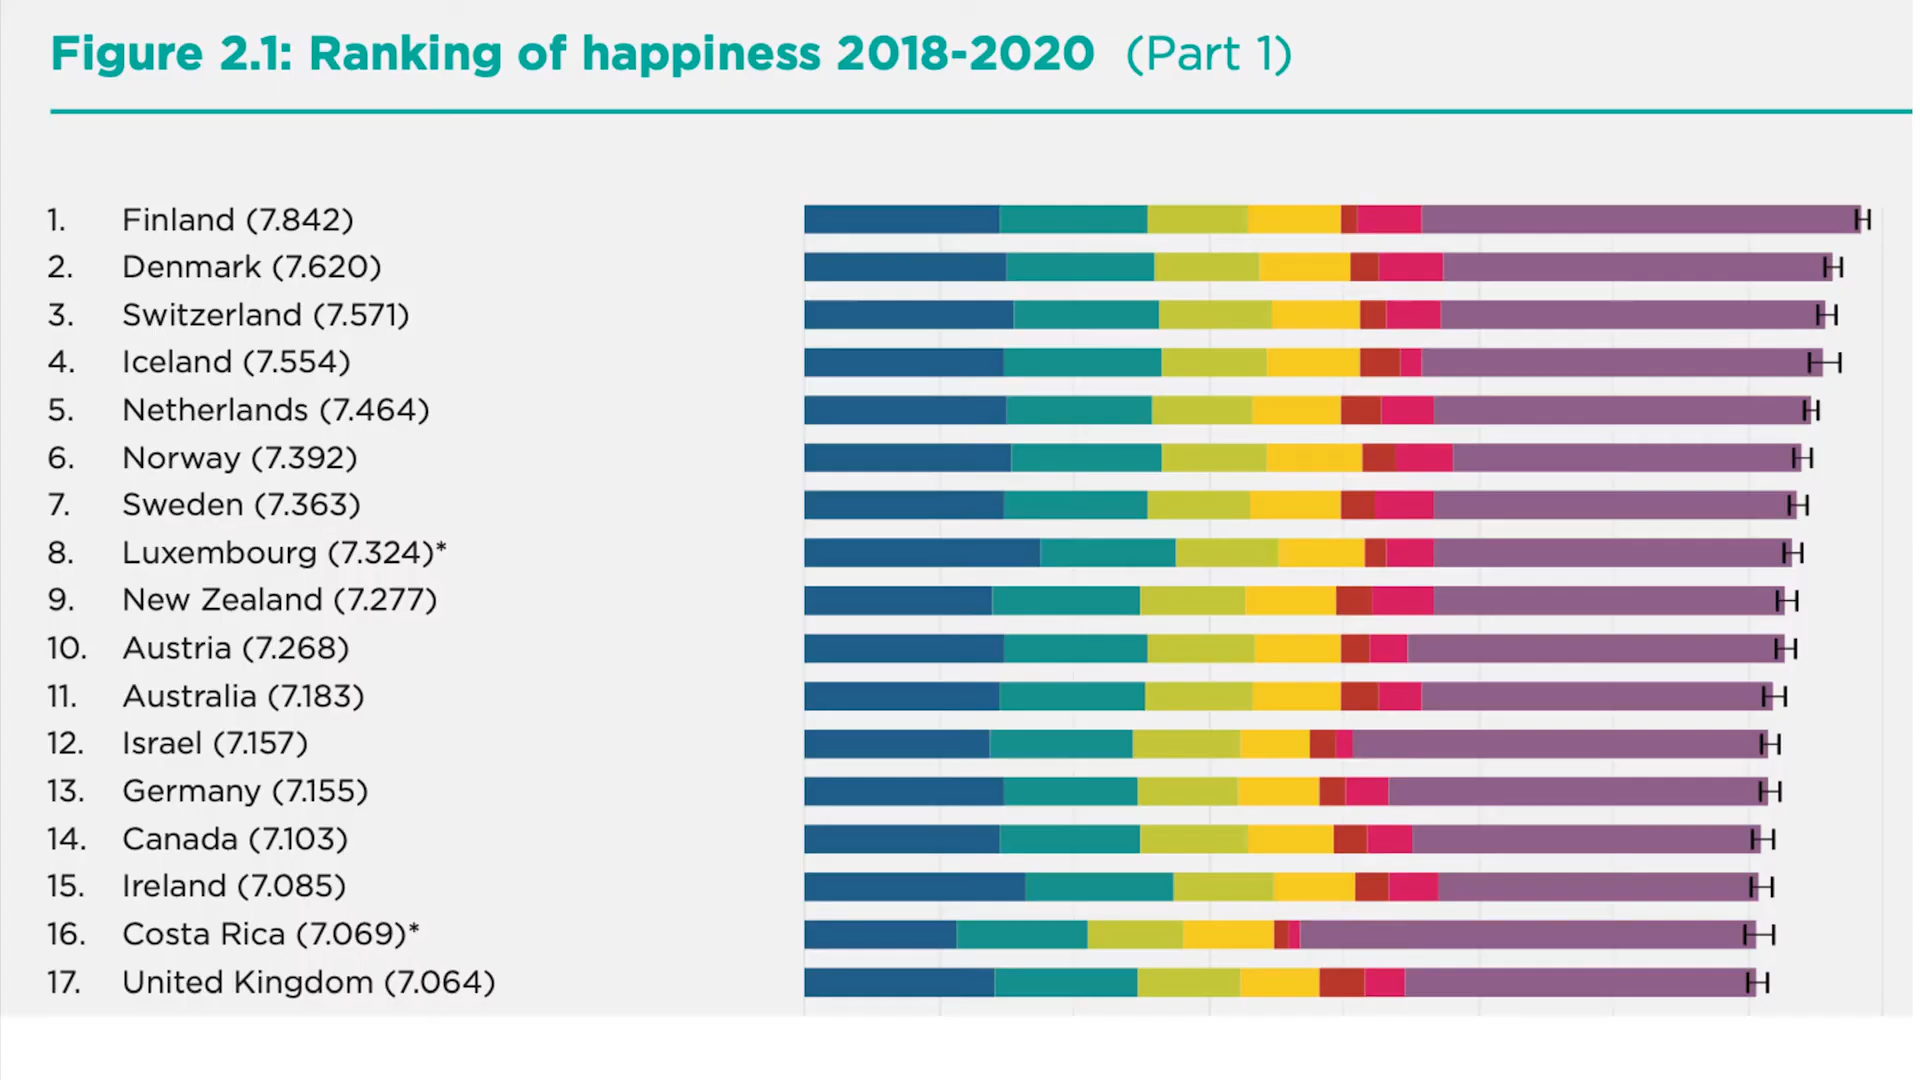 Figure 2.1: Ranking of happiness 2018-2020 (Part 1)
1. Finland (7.842)
2. Denmark (7.620)
3. Switzerland (7.571)
4. Iceland (7.554)
5. Netherlands (7.464)
6. Norway (7.392)
7. Sweden (7.363)
8. Luxembourg (7.324)*
9. New Zealand (7.277)
10. Austria (7.268)
11. Australia (7.183)
12. Israel (7.157)
13. Germany (7.155)
14. Canada (7.103)
15. Ireland (7.085)
16. Costa Rica (7.069)*
17. United Kingdom (7.064)